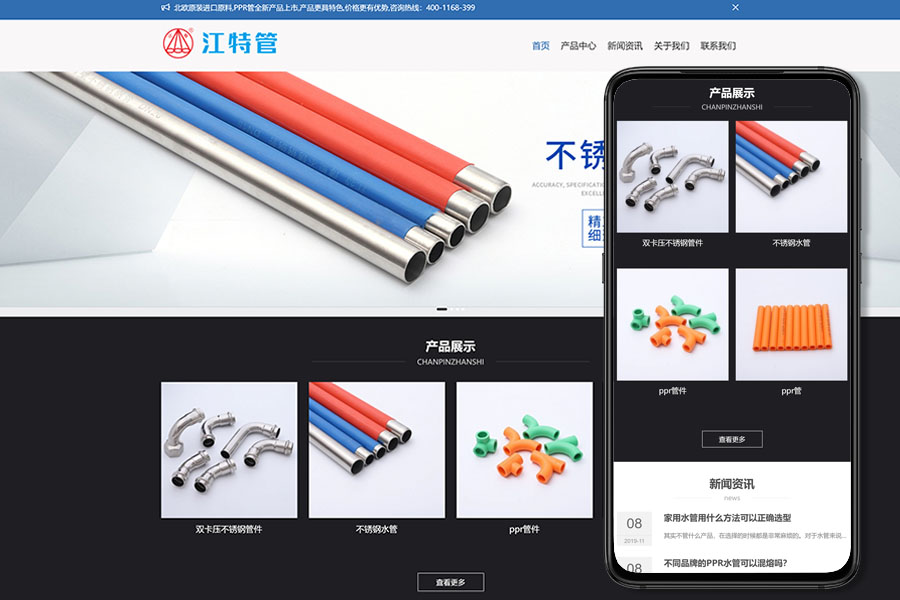 北欧原装进口原料,PPR管全新产品上市,产品更具特色,价格更有优势,咨询热线：400-1168-399
江特管
首页 产品中心 新闻资讯 关于我们 联系我们
不锈
ACCURACY, SPECIFICATI
EXCELL
精
细
产品展示
CHANPINZHANSHI
双卡压不锈钢管件 不锈钢水管 ppr管件
查看更多
产品展示
CHANPINZHANSHI
双卡压不锈钢管件 不锈钢水管
ppr管件 ppr管
查看更多
新闻资讯
news
08
2019-11
家用水管用什么方法可以正确选型
其实不管什么产品，在选择的时候都是非常麻烦的。对于水管来说...
08
不同品牌的PPR水管可以混熔吗?